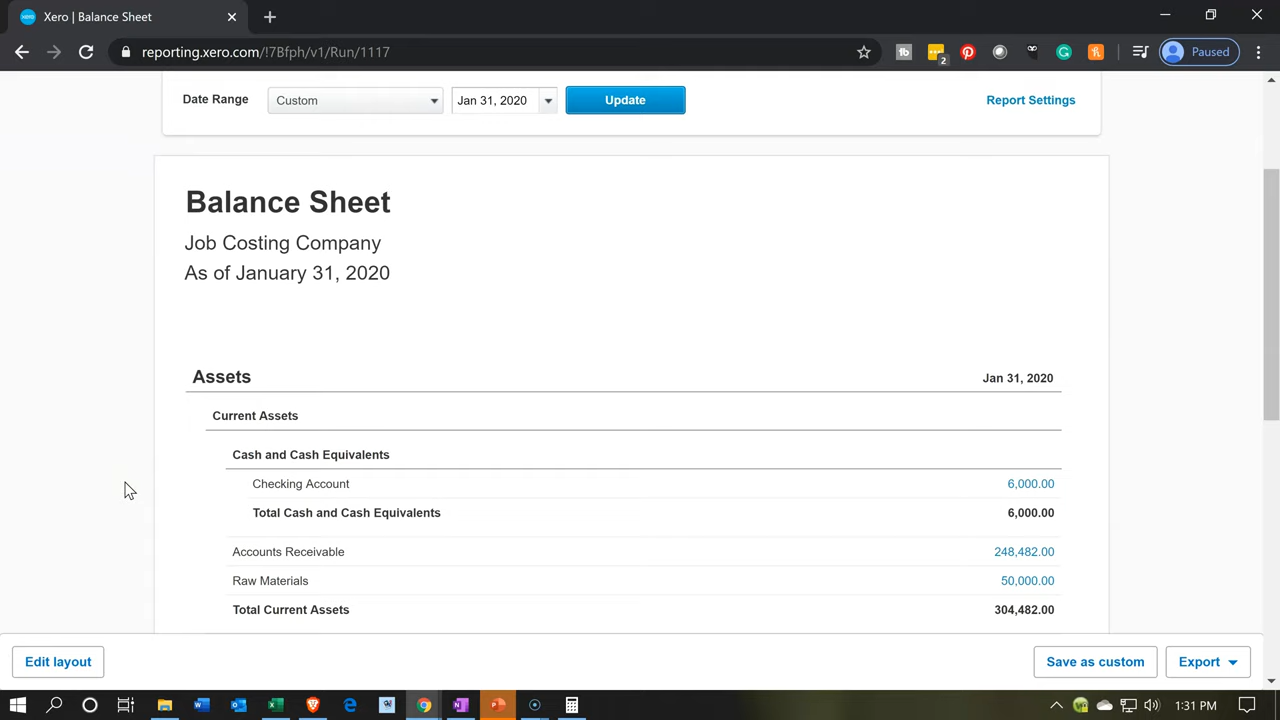 Xero | Balance Sheet
reporting.xero.com/!7Bfph/v1/Run/1117
2
Paused
Date Range
Custom
Jan 31, 2020
Update
Report Settings
Balance Sheet
Job Costing Company
As of January 31, 2020
Assets Jan 31, 2020
Current Assets
Cash and Cash Equivalents
Checking Account 6,000.00
Total Cash and Cash Equivalents 6,000.00
Accounts Receivable 248,482.00
Raw Materials 50,000.00
Total Current Assets 304,482.00
Edit layout
Save as custom
Export
1:31 PM